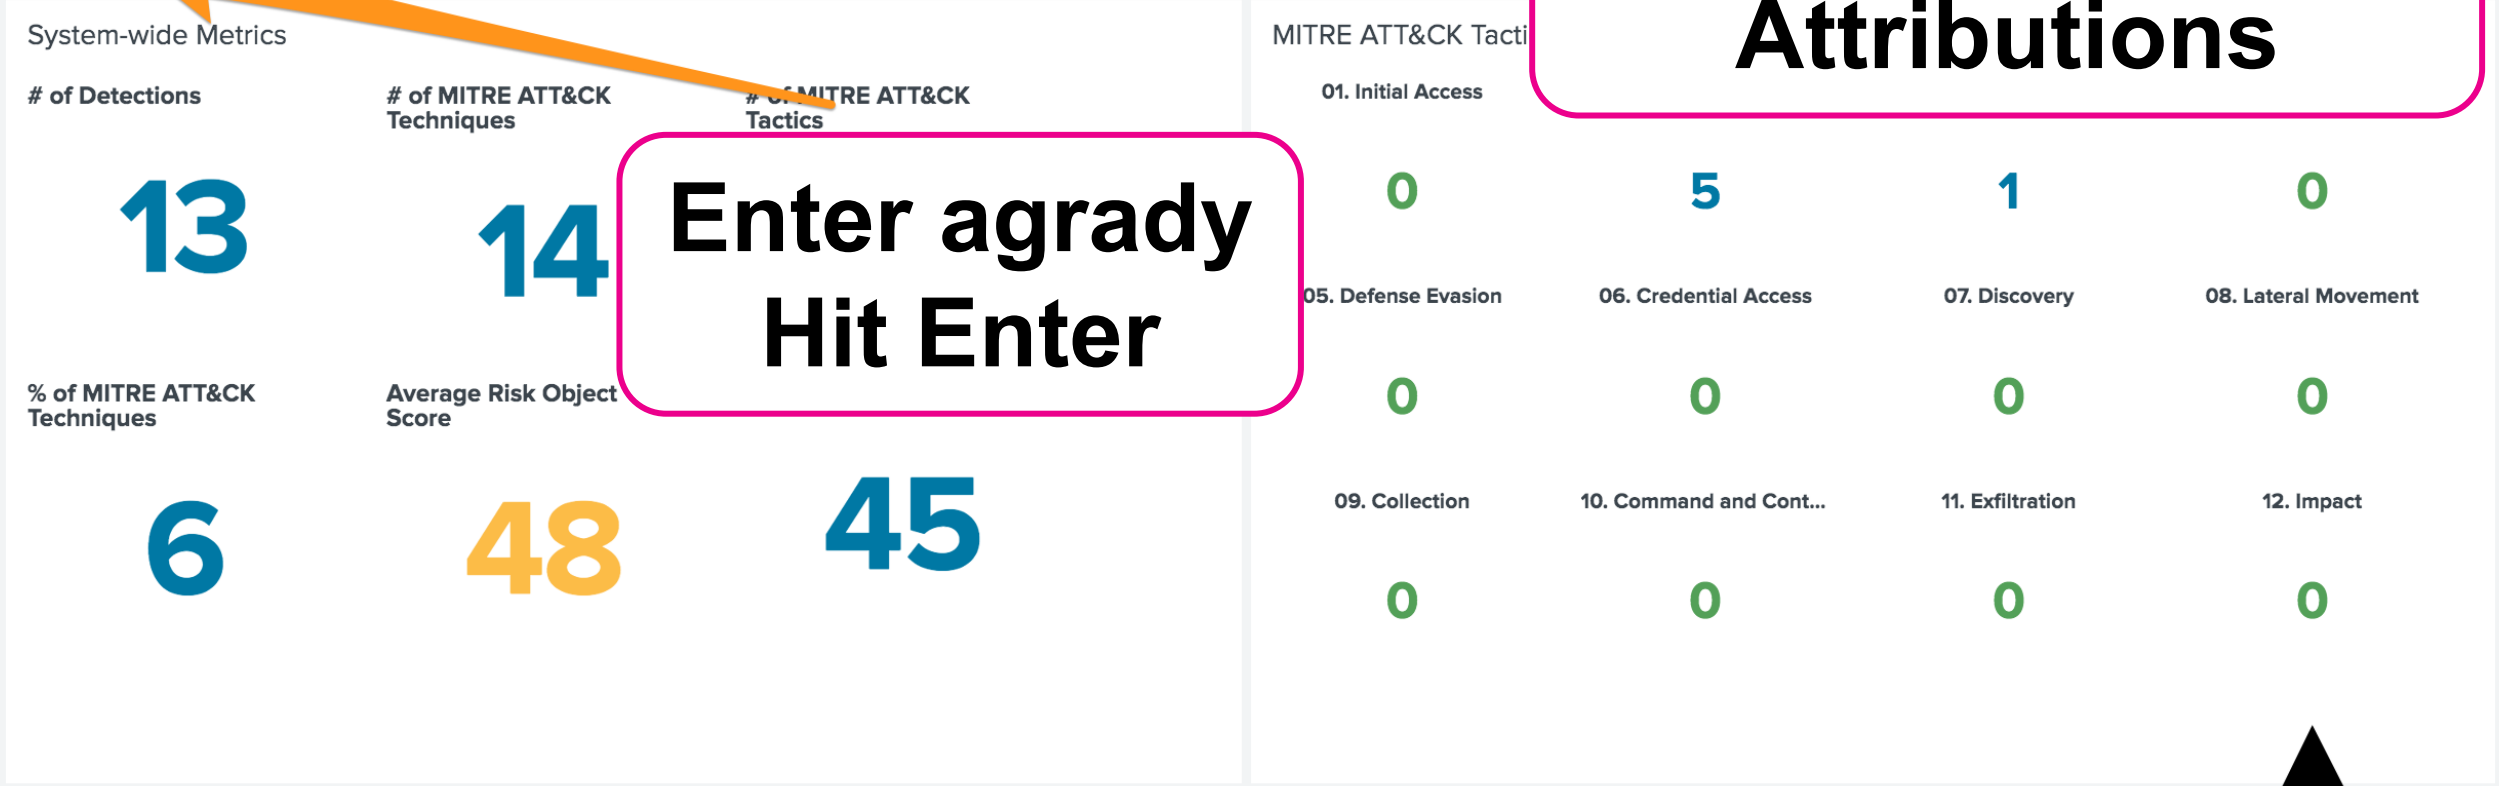 System-wide Metrics
# of Detections
13
# of MITRE ATT&CK
Techniques
14
# of MITRE ATT&CK
Tactics
Enter agrady
Hit Enter
% of MITRE ATT&CK
Techniques
6
Average Risk Object
Score
48
45
MITRE ATT&CK Tacti
Attributions
01. Initial Access
0
5
1
0
05. Defense Evasion
0
06. Credential Access
0
07. Discovery
0
08. Lateral Movement
0
09. Collection
0
10. Command and Cont...
0
11. Exfiltration
0
12. Impact
0